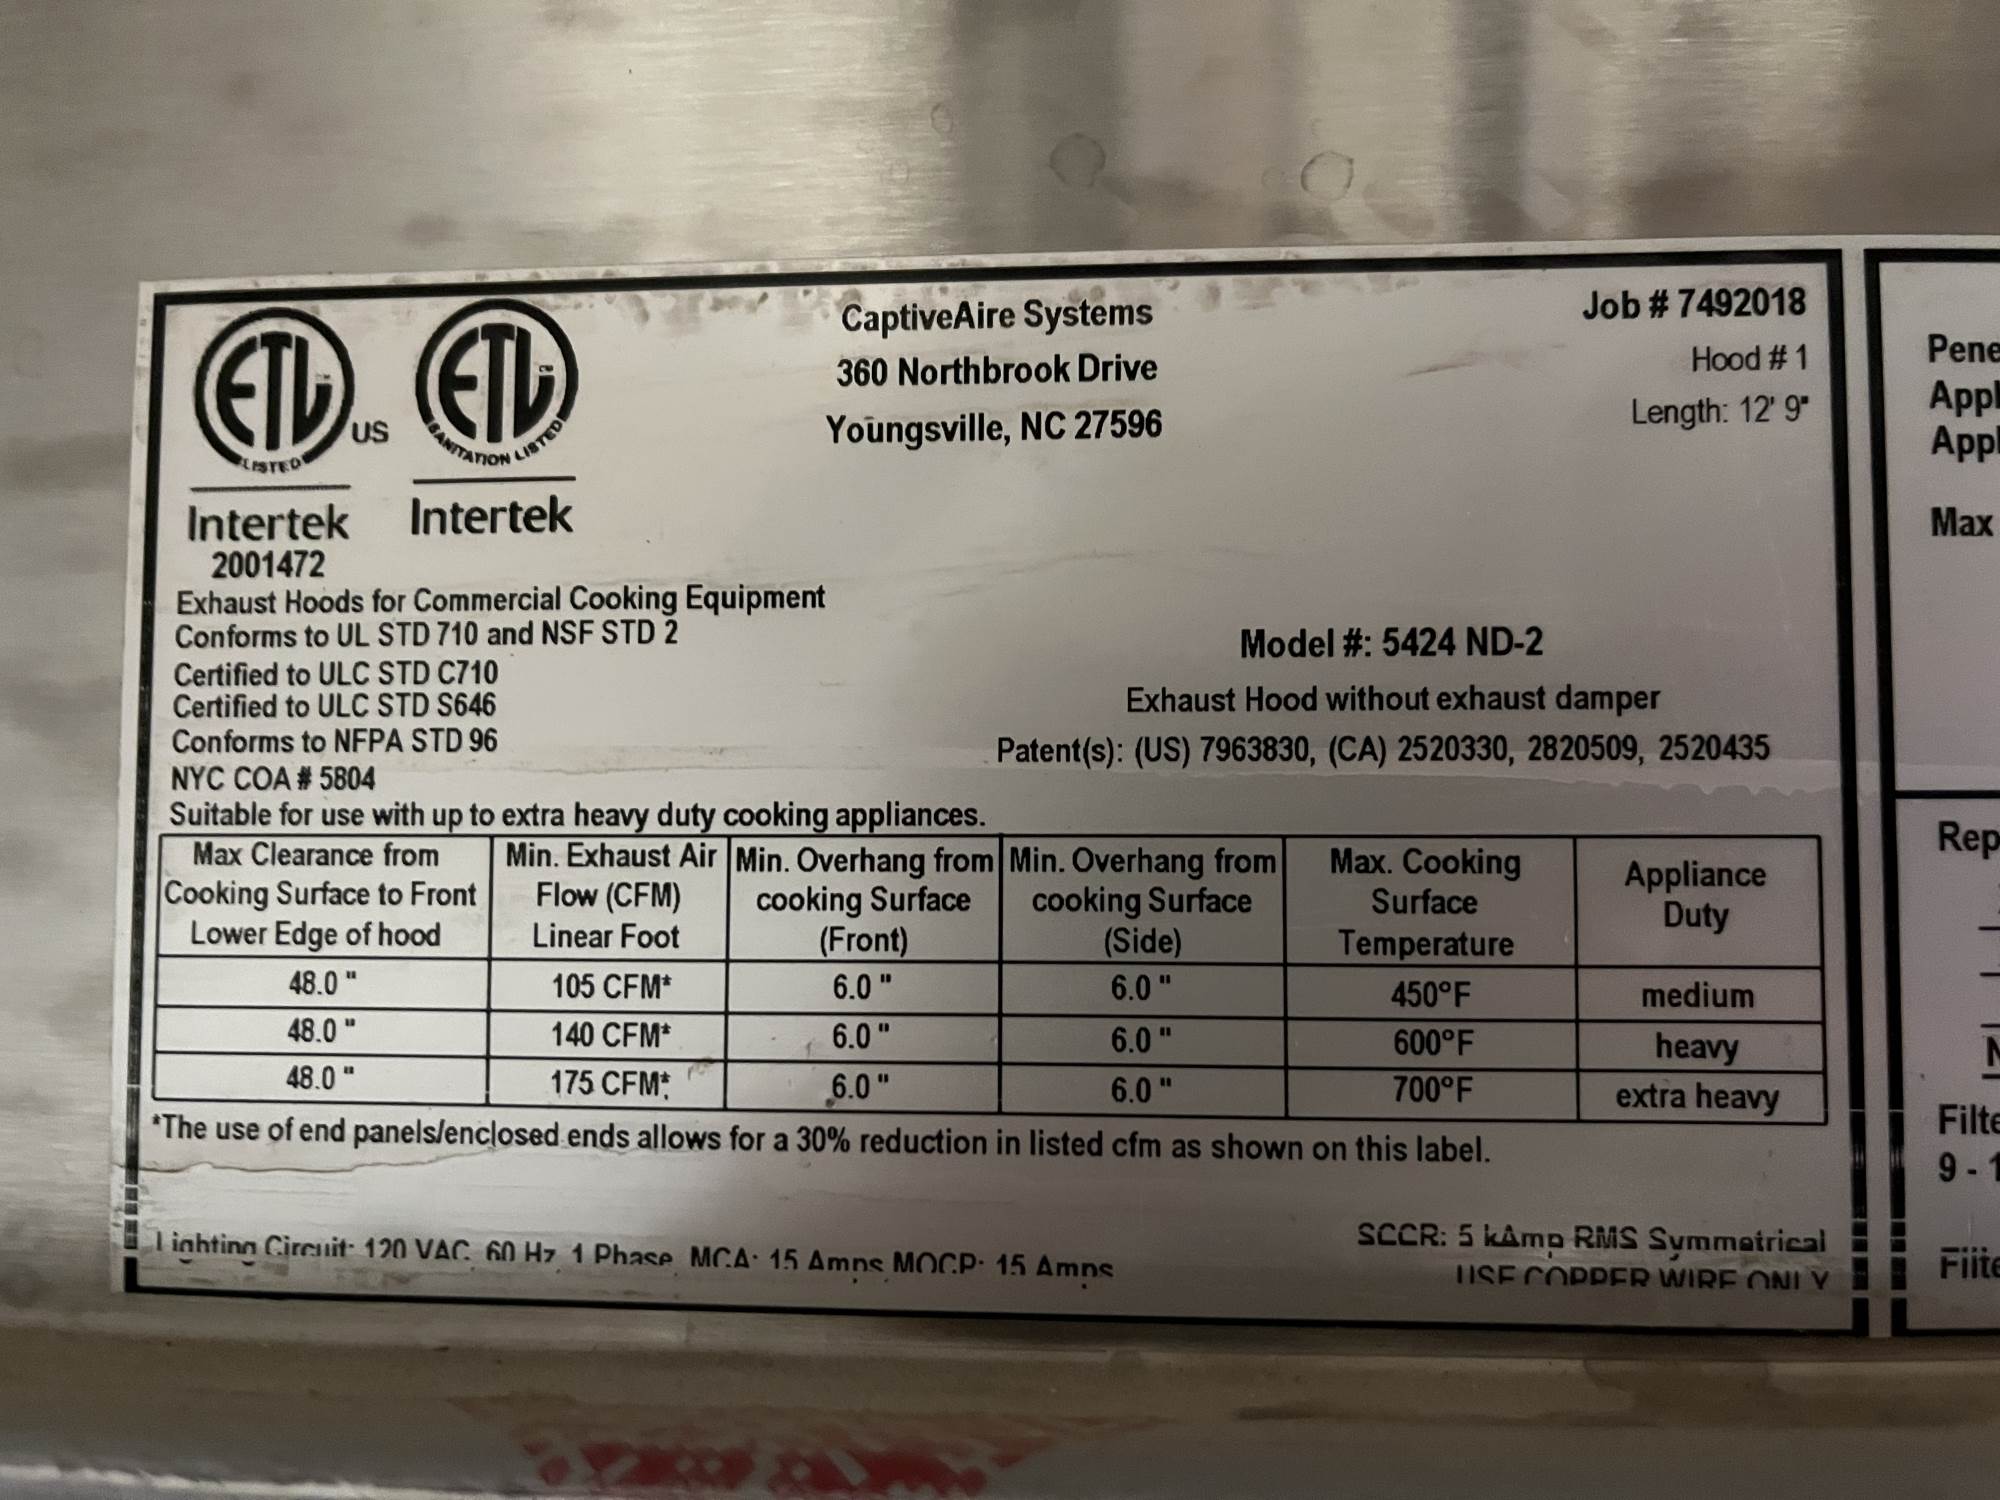 ETL
LISTED
US
Intertek
2001472
ETL
SANITATION LISTED
Intertek
CaptiveAire Systems
360 Northbrook Drive
Youngsville, NC 27596
Job # 7492018
Hood # 1
Length: 12' 9"
Exhaust Hoods for Commercial Cooking Equipment
Conforms to UL STD 710 and NSF STD 2
Certified to ULC STD C710
Certified to ULC STD S646
Conforms to NFPA STD 96
NYC COA # 5804
Suitable for use with up to extra heavy duty cooking appliances.
Model #: 5424 ND-2
Exhaust Hood without exhaust damper
Patent(s): (US) 7963830, (CA) 2520330, 2820509, 2520435
Max Clearance from Cooking Surface to Front Lower Edge of hood
Min. Exhaust Air Flow (CFM) Linear Foot
Min. Overhang from cooking Surface (Front)
Min. Overhang from cooking Surface (Side)
Max. Cooking Surface Temperature
Appliance Duty
48.0 " 105 CFM* 6.0 " 6.0 " 450°F medium
48.0 " 140 CFM* 6.0 " 6.0 " 600°F heavy
48.0 " 175 CFM* 6.0 " 6.0 " 700°F extra heavy
*The use of end panels/enclosed ends allows for a 30% reduction in listed cfm as shown on this label.
Lighting Circuit: 120 VAC, 60 Hz, 1 Phase, MCA: 15 Amps MOCP: 15 Amps
SCCR: 5 kAmp RMS Symmetrical
USE COPPER WIRE ONLY
Max